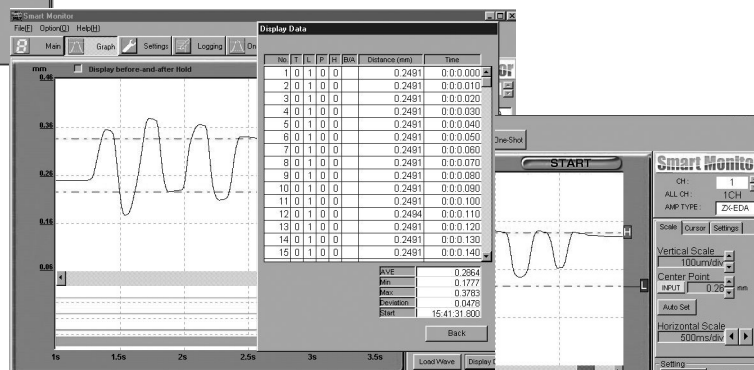 Smart Monitor
File(F) Option(O) Help(H)
Main Graph Settings Logging On
mm
Display before-and-after Hold
0.46
0.36
0.26
0.16
0.06
1s 1.5s 2s 2.5s 3s 3.5s
Display Data
No. T L P H B/A Distance (mm) Time
1 0 1 0 0 0.2491 0:0:0.000
2 0 1 0 0 0.2491 0:0:0.010
3 0 1 0 0 0.2491 0:0:0.020
4 0 1 0 0 0.2491 0:0:0.030
5 0 1 0 0 0.2491 0:0:0.040
6 0 1 0 0 0.2491 0:0:0.050
7 0 1 0 0 0.2491 0:0:0.060
8 0 1 0 0 0.2491 0:0:0.070
9 0 1 0 0 0.2491 0:0:0.080
10 0 1 0 0 0.2491 0:0:0.090
11 0 1 0 0 0.2491 0:0:0.100
12 0 1 0 0 0.2494 0:0:0.110
13 0 1 0 0 0.2491 0:0:0.120
14 0 1 0 0 0.2491 0:0:0.130
15 0 1 0 0 0.2491 0:0:0.140
AVE 0.2864
Min 0.1777
Max 0.3783
Deviation 0.0478
Start 15:41:31.800
Back
Load Wave Display D
One-Shot
START
H
L
Smart Monito
CH : 1
ALL CH : 1CH
AMP TYPE : ZX-EDA
Scale Cursor Settings
Vertical Scale
100um/div
Center Point
INPUT 0.26 mm
Auto Set
Horizontal Scale
500ms/div
Setting